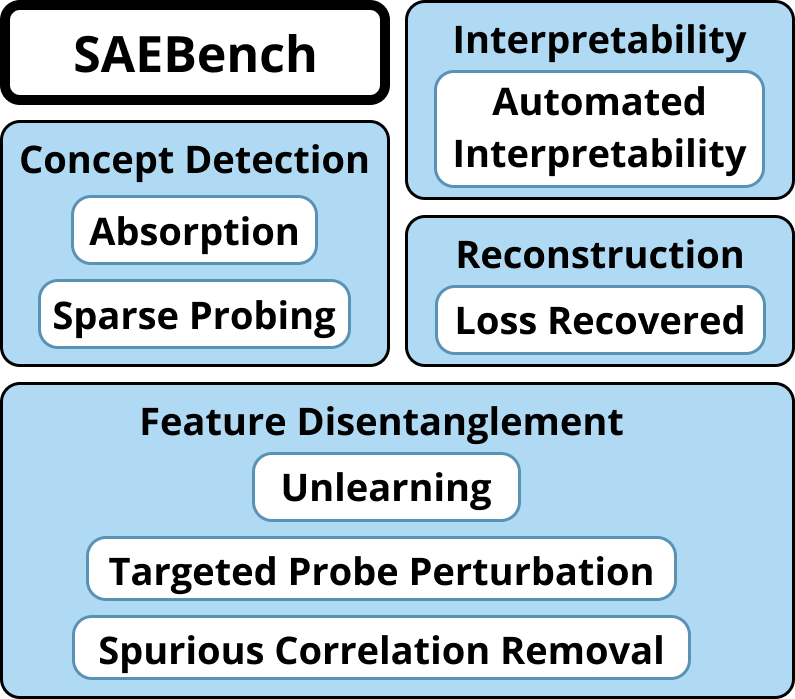 SAEBench
Concept Detection
Absorption
Sparse Probing
Interpretability
Automated
Interpretability
Reconstruction
Loss Recovered
Feature Disentanglement
Unlearning
Targeted Probe Perturbation
Spurious Correlation Removal